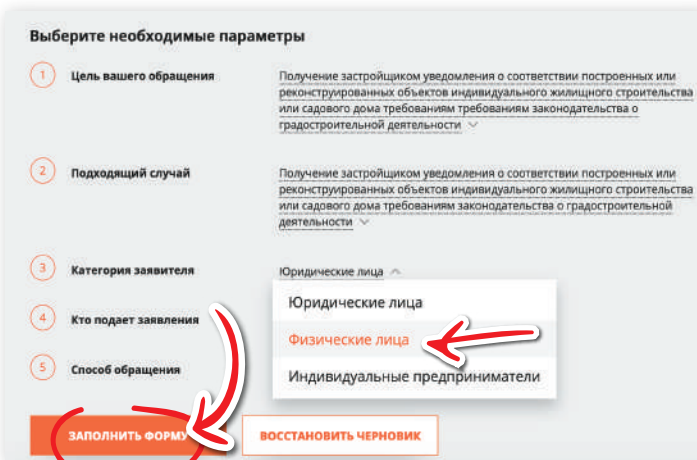 Выберите необходимые параметры
1 Цель вашего обращения
Получение застройщиком уведомления о соответствии построенных или
реконструированных объектов индивидуального жилищного строительства
или садового дома требованиям требованиям законодательства о
градостроительной деятельности
2 Подходящий случай
Получение застройщиком уведомления о соответствии построенных или
реконструированных объектов индивидуального жилищного строительства
или садового дома требованиям законодательства о градостроительной
деятельности
3 Категория заявителя
Юридические лица
Юридические лица
Физические лица
Индивидуальные предприниматели
4 Кто подает заявления
5 Способ обращения
ЗАПОЛНИТЬ ФОРМУ
ВОССТАНОВИТЬ ЧЕРНОВИК